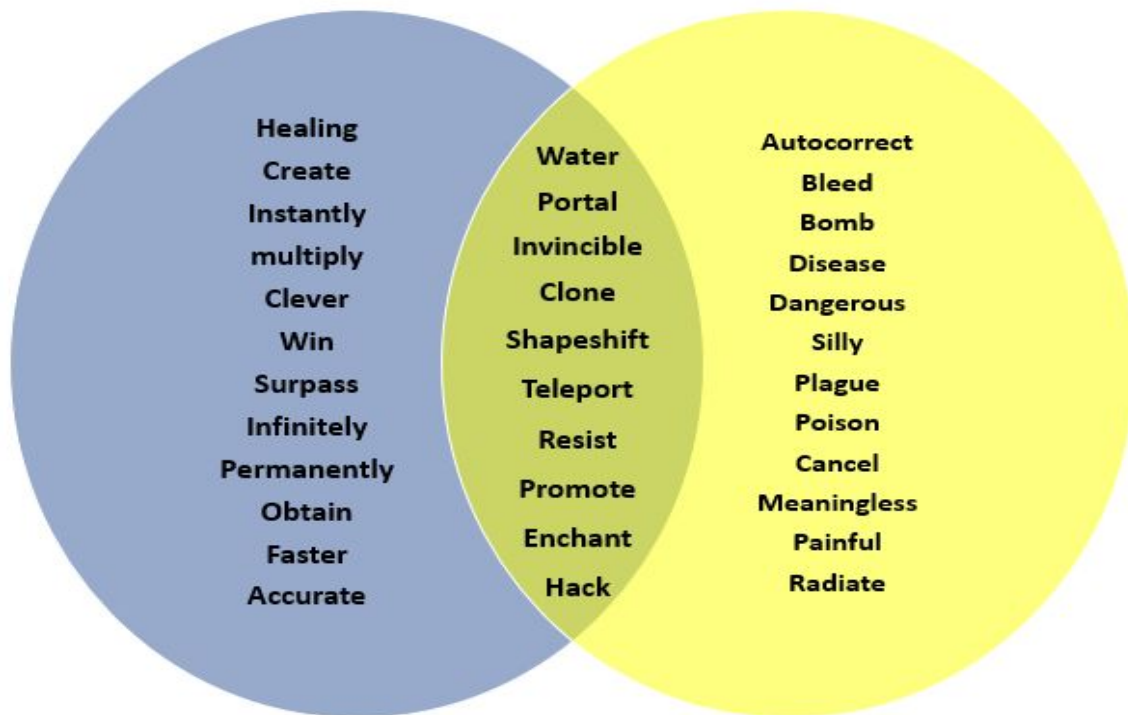 Healing
Create
Instantly
multiply
Clever
Win
Surpass
Infinitely
Permanently
Obtain
Faster
Accurate
Water
Portal
Invincible
Clone
Shapeshift
Teleport
Resist
Promote
Enchant
Hack
Autocorrect
Bleed
Bomb
Disease
Dangerous
Silly
Plague
Poison
Cancel
Meaningless
Painful
Radiate